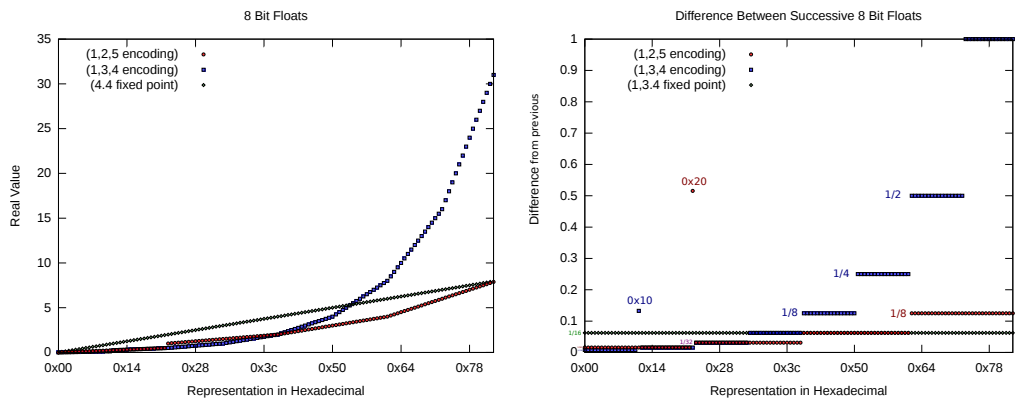 8 Bit Floats
35
30
25
20
15
10
5
0
Real Value
(1,2,5 encoding)
(1,3,4 encoding)
(4.4 fixed point)
0x00 0x14 0x28 0x3c 0x50 0x64 0x78
Representation in Hexadecimal
Difference Between Successive 8 Bit Floats
1
0.9
0.8
0.7
0.6
0.5
0.4
0.3
0.2
0.1
0
Difference from previous
(1,2,5 encoding)
(1,3,4 encoding)
(1,3.4 fixed point)
0x20
1/2
1/4
0x10
1/8
1/8
1/16
1/32
0x00 0x14 0x28 0x3c 0x50 0x64 0x78
Representation in Hexadecimal